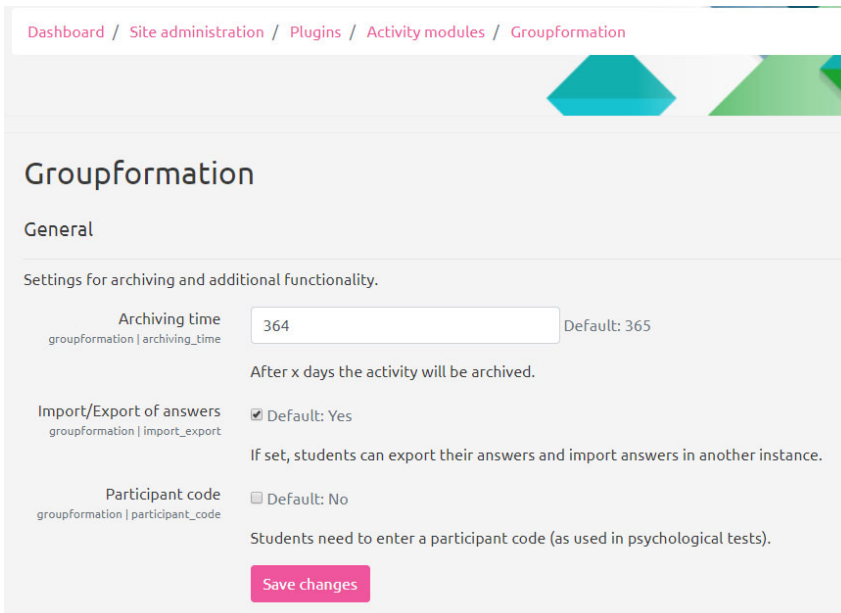 Dashboard / Site administration / Plugins / Activity modules / Groupformation
Groupformation
General
Settings for archiving and additional functionality.
Archiving time
groupformation | archiving_time
364
Default: 365
After x days the activity will be archived.
Import/Export of answers
groupformation | import_export
Default: Yes
If set, students can export their answers and import answers in another instance.
Participant code
groupformation | participant_code
Default: No
Students need to enter a participant code (as used in psychological tests).
Save changes